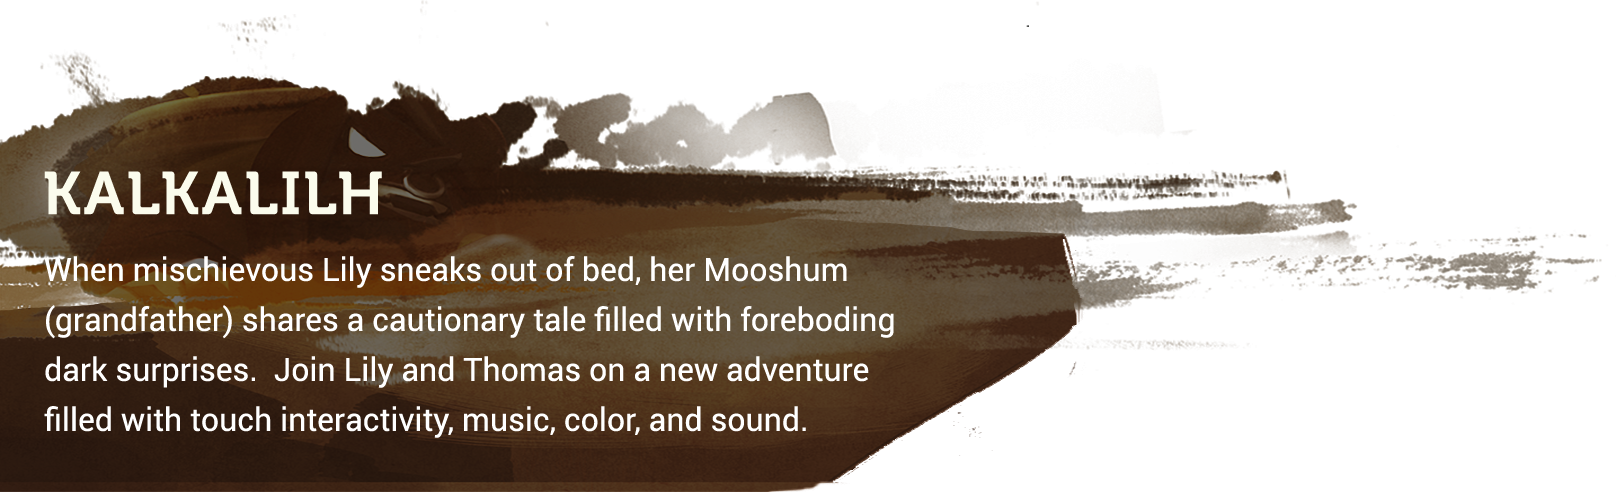 KALKALILH
When mischievous Lily sneaks out of bed, her Mooshum
(grandfather) shares a cautionary tale filled with foreboding
dark surprises.  Join Lily and Thomas on a new adventure
filled with touch interactivity, music, color, and sound.